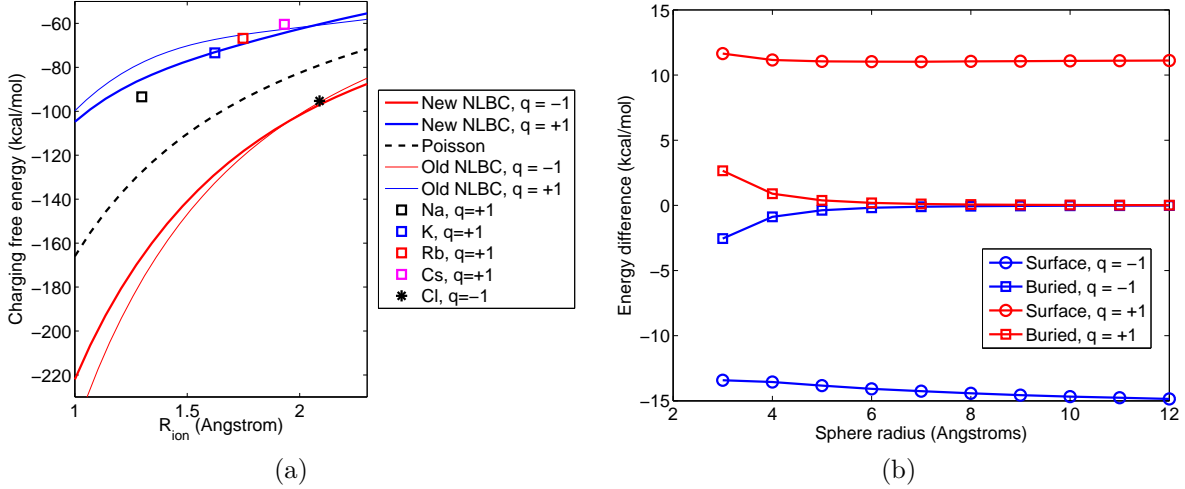 −60
−80
−100
−120
−140
−160
−180
−200
−220
Charging free energy (kcal/mol)
1
1.5
2
R_ion (Angstrom)
New NLBC, q = −1
New NLBC, q = +1
Poisson
Old NLBC, q = −1
Old NLBC, q = +1
Na, q=+1
K, q=+1
Rb, q=+1
Cs, q=+1
Cl, q=−1
(a)
15
10
5
0
−5
−10
−15
Energy difference (kcal/mol)
2
4
6
8
10
12
Sphere radius (Angstroms)
Surface, q = −1
Buried, q = −1
Surface, q = +1
Buried, q = +1
(b)